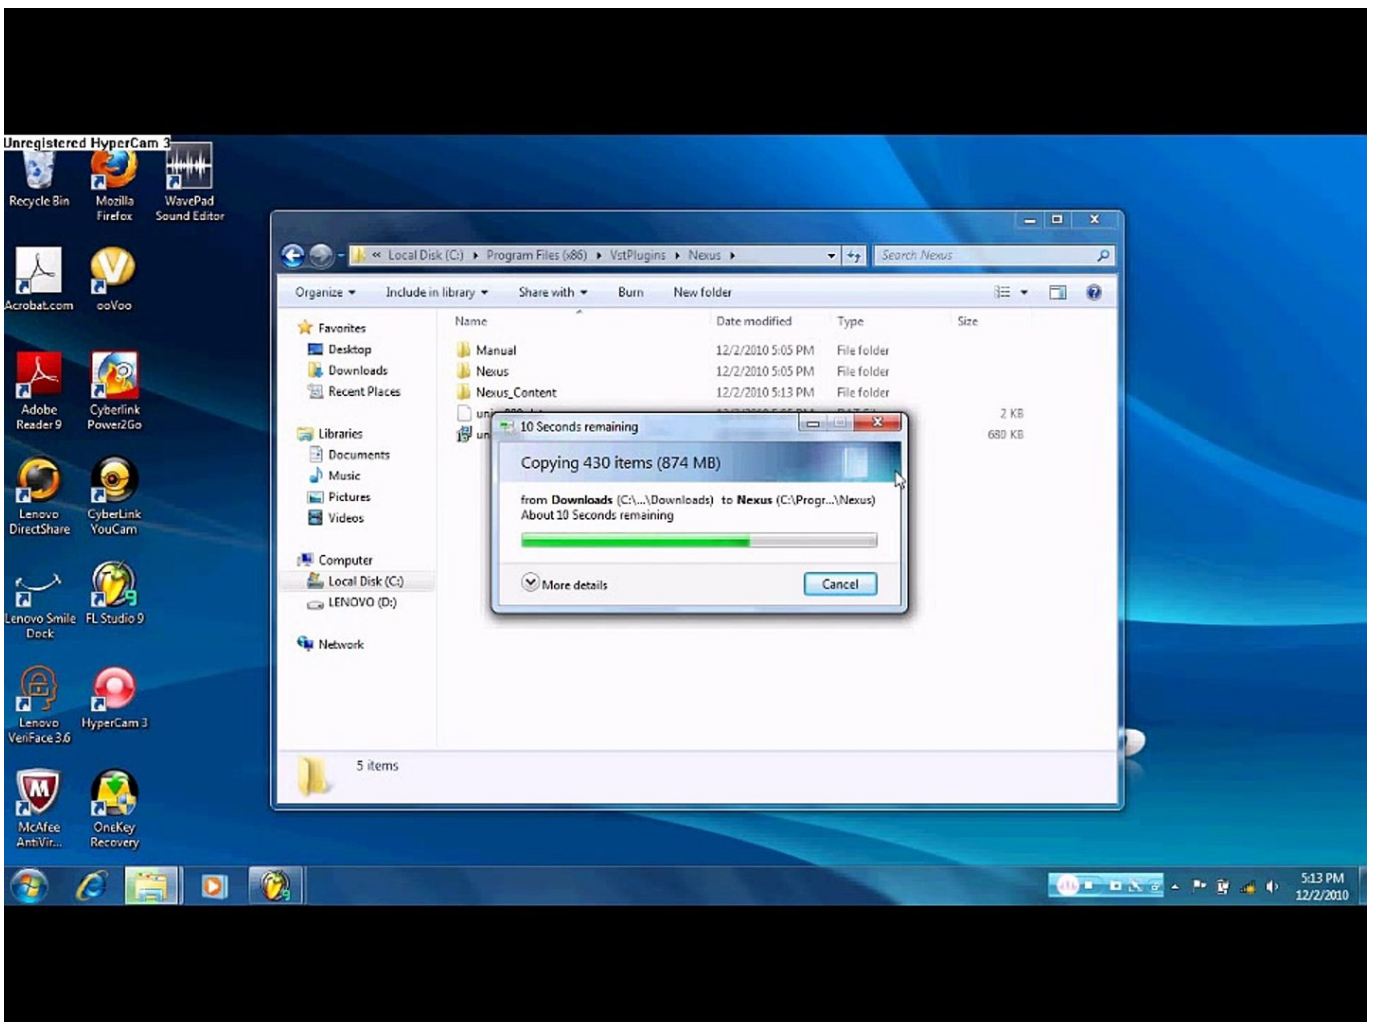 Unregistered HyperCam 3
Recycle Bin
Mozilla
Firefox
WavePad
Sound Editor
Acrobat.com
ooVoo
Adobe
Reader 9
Cyberlink
Power2Go
Lenovo
DirectShare
CyberLink
YouCam
Lenovo Smile
Dock
FL Studio 9
Lenovo
VeriFace 3.6
HyperCam 3
McAfee
AntiVir...
OneKey
Recovery
« Local Disk (C:) ▸ Program Files (x86) ▸ VstPlugins ▸ Nexus ▸
Search Nexus
Organize Include in library Share with Burn New folder
Favorites
Desktop
Downloads
Recent Places
Libraries
Documents
Music
Pictures
Videos
Computer
Local Disk (C:)
LENOVO (D:)
Network
Name Date modified Type Size
Manual 12/2/2010 5:05 PM File folder
Nexus 12/2/2010 5:05 PM File folder
Nexus_Content 12/2/2010 5:13 PM File folder
2 KB
un 680 KB
10 Seconds remaining
Copying 430 items (874 MB)
from Downloads (C:\...\Downloads) to Nexus (C:\Progr...\Nexus)
About 10 Seconds remaining
More details
Cancel
5 items
5:13 PM
12/2/2010